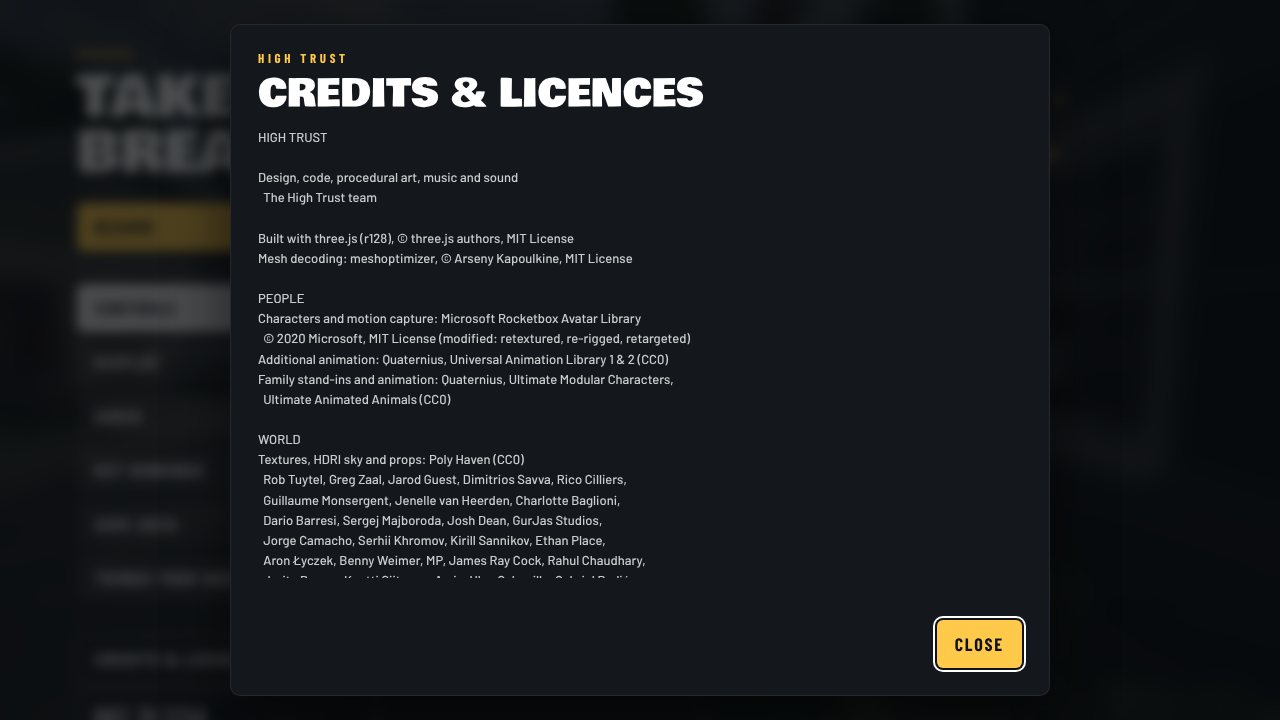 HIGH TRUST
CREDITS & LICENCES
HIGH TRUST
Design, code, procedural art, music and sound
The High Trust team
Built with three.js (r128), © three.js authors, MIT License
Mesh decoding: meshoptimizer, © Arseny Kapoulkine, MIT License
PEOPLE
Characters and motion capture: Microsoft Rocketbox Avatar Library
© 2020 Microsoft, MIT License (modified: retextured, re-rigged, retargeted)
Additional animation: Quaternius, Universal Animation Library 1 & 2 (CC0)
Family stand-ins and animation: Quaternius, Ultimate Modular Characters,
Ultimate Animated Animals (CC0)
WORLD
Textures, HDRI sky and props: Poly Haven (CC0)
Rob Tuytel, Greg Zaal, Jarod Guest, Dimitrios Savva, Rico Cilliers,
Guillaume Monsergent, Jenelle van Heerden, Charlotte Baglioni,
Dario Barresi, Sergej Majboroda, Josh Dean, GurJas Studios,
Jorge Camacho, Serhii Khromov, Kirill Sannikov, Ethan Place,
Aron Łyczek, Benny Weimer, MP, James Ray Cock, Rahul Chaudhary,
CLOSE
TAKE
BREA